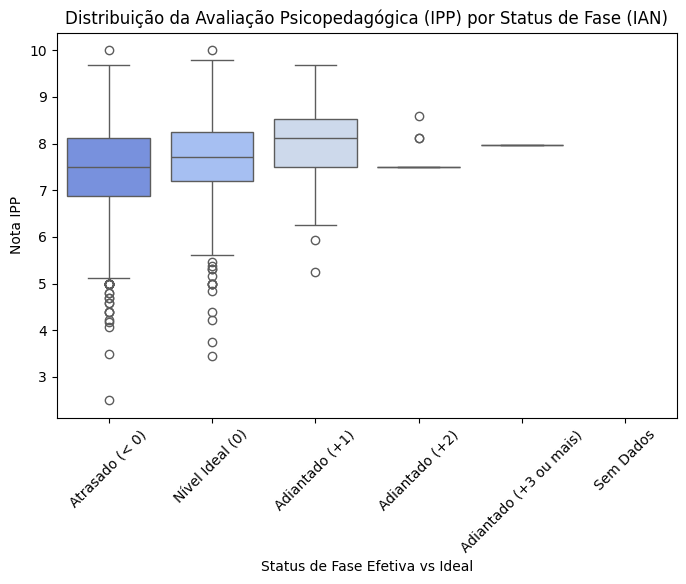 Distribuição da Avaliação Psicopedagógica (IPP) por Status de Fase (IAN)
10
9
8
7
6
5
4
3
Nota IPP
Atrasado (< 0)
Nível Ideal (0)
Adiantado (+1)
Adiantado (+2)
Adiantado (+3 ou mais)
Sem Dados
Status de Fase Efetiva vs Ideal